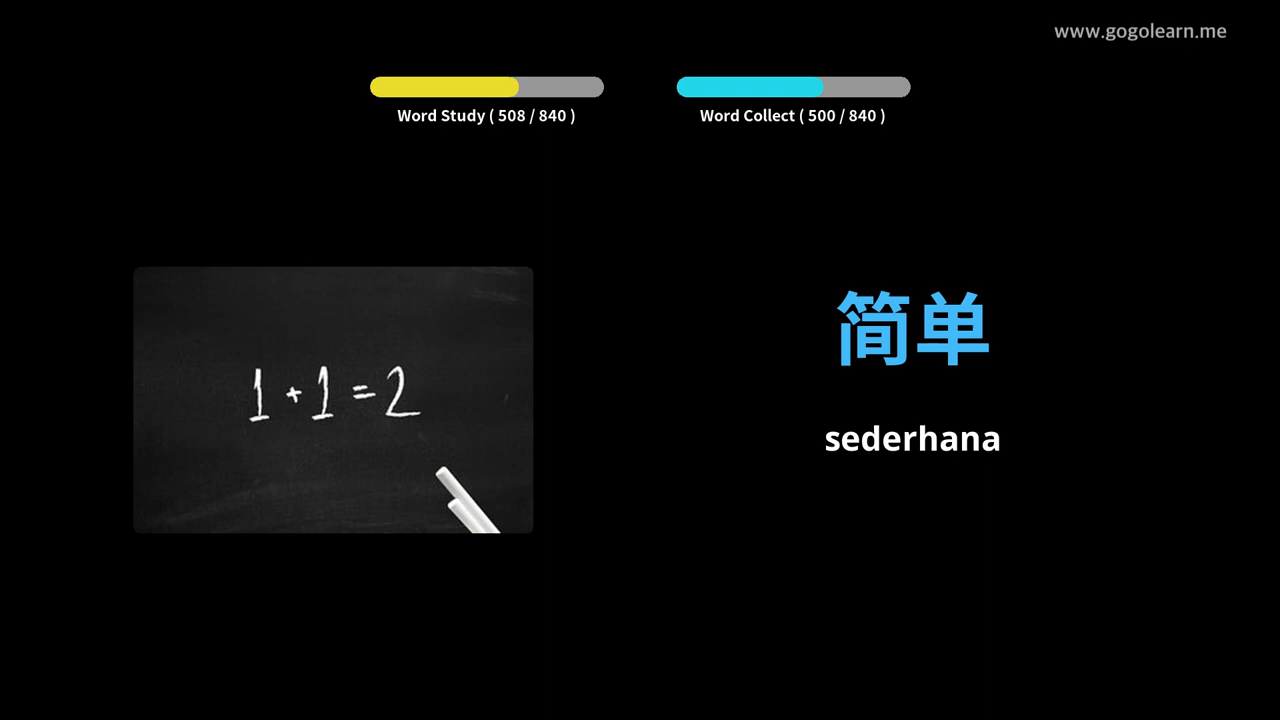 www.gogolearn.me
Word Study ( 508 / 840 )
Word Collect ( 500 / 840 )
1 + 1 = 2
简单
sederhana